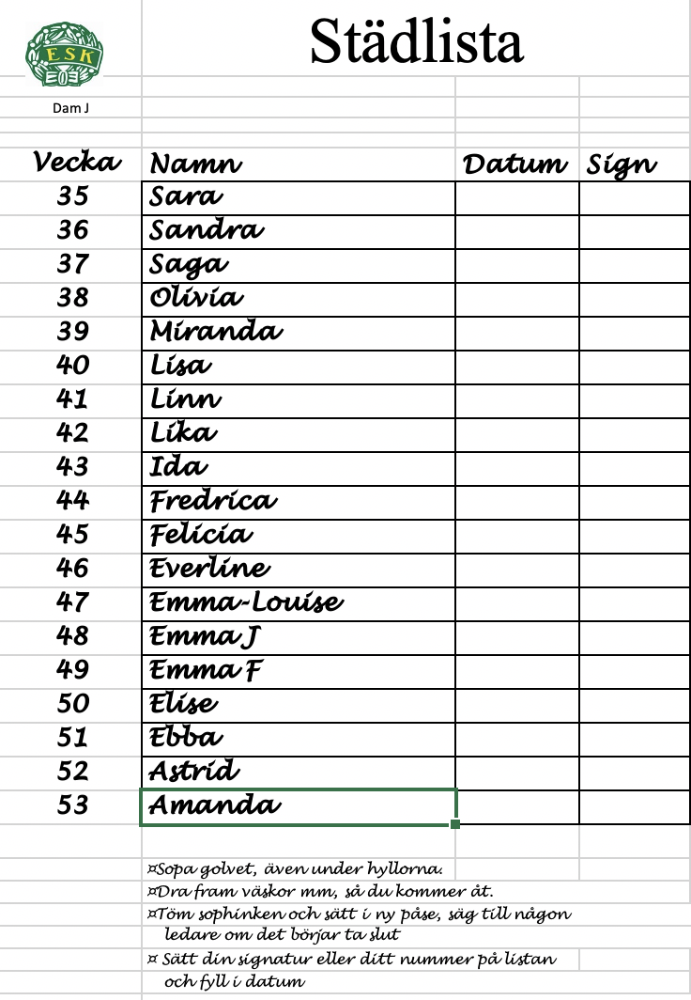 ESK
Städlista
Dam J
Vecka Namn Datum Sign
35 Sara
36 Sandra
37 Saga
38 Olivia
39 Miranda
40 Lisa
41 Linn
42 Lika
43 Ida
44 Fredrica
45 Felicia
46 Everline
47 Emma-Louise
48 Emma J
49 Emma F
50 Elise
51 Ebba
52 Astrid
53 Amanda
¤Sopa golvet, även under hyllorna.
¤Dra fram väskor mm, så du kommer åt.
¤Töm sophinken och sätt i ny påse, säg till någon
ledare om det börjar ta slut
¤ Sätt din signatur eller ditt nummer på listan
och fyll i datum